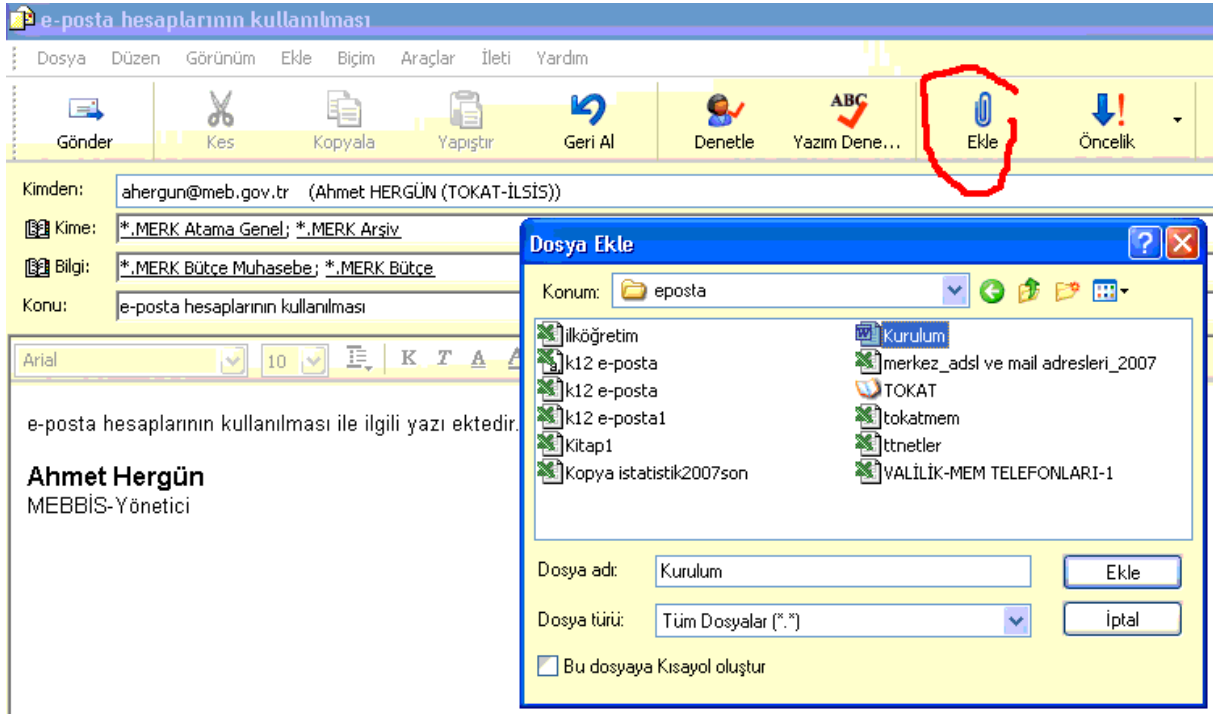 e-posta hesaplarının kullanılması
Dosya Düzen Görünüm Ekle Biçim Araçlar İleti Yardım
ABC
Gönder Kes Kopyala Yapıştır Geri Al Denetle Yazım Dene... Ekle Öncelik
Kimden: ahergun@meb.gov.tr (Ahmet HERGÜN (TOKAT-İLSİS))
Kime: *.MERK Atama Genel; *.MERK Arşiv
Bilgi: *.MERK Bütçe Muhasebe; *.MERK Bütçe
Konu: e-posta hesaplarının kullanılması
Arial 10 K T A
e-posta hesaplarının kullanılması ile ilgili yazı ektedir.
Ahmet Hergün
MEBBİS-Yönetici
Dosya Ekle
Konum: eposta
ilköğretim
k12 e-posta
k12 e-posta
k12 e-posta1
Kitap1
Kopya istatistik2007son
Kurulum
merkez_adsl ve mail adresleri_2007
TOKAT
tokatmem
ttnetler
VALİLİK-MEM TELEFONLARI-1
Dosya adı: Kurulum Ekle
Dosya türü: Tüm Dosyalar (*.*) İptal
Bu dosyaya Kısayol oluştur